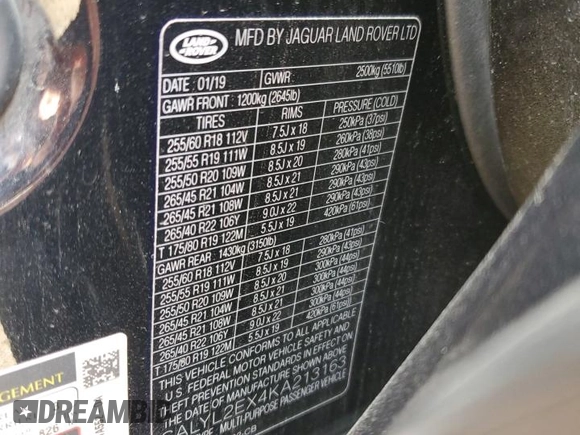 LAND
ROVER
MFD BY JAGUAR LAND ROVER LTD
DATE : 01/19 GVWR 2500kg (5510lb)
GAWR FRONT : 1200kg (2645lb)
TIRES RIMS PRESSURE (COLD)
255/60 R18 112V 7.5J x 18 250kPa (37psi)
255/55 R19 111W 8.5J x 19 260kPa (38psi)
255/50 R20 109W 8.5J x 20 280kPa (41psi)
265/45 R21 104W 8.5J x 21 290kPa (43psi)
265/45 R21 108W 8.5J x 21 290kPa (43psi)
265/40 R22 106Y 9.0J x 22 290kPa (43psi)
T 175/80 R19 122M 5.5J x 19 420kPa (61psi)
GAWR REAR: 1430kg (3150lb)
255/60 R18 112V 7.5J x 18 280kPa (41psi)
255/55 R19 111W 8.5J x 19 290kPa (43psi)
255/50 R20 109W 8.5J x 20 300kPa (44psi)
265/45 R21 104W 8.5J x 21 300kPa (44psi)
265/45 R21 108W 8.5J x 21 300kPa (44psi)
265/40 R22 106Y 9.0J x 22 300kPa (44psi)
T 175/80 R19 122M 5.5J x 19 420kPa (61psi)
THIS VEHICLE CONFORMS TO ALL APPLICABLE
U.S. FEDERAL MOTOR VEHICLE SAFETY AND
THEFT PREVENTION STANDARDS IN EFFECT ON
THE DATE OF MANUFACTURE SHOWN ABOVE
SALYL2EX4KA213163
TYPE: MULTI-PURPOSE PASSENGER VEHICLE
GEMENT
826
DREAMBID